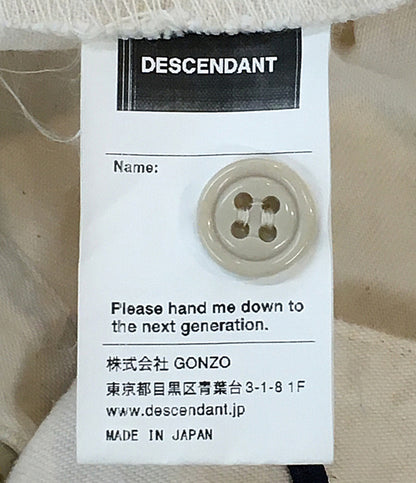 DESCENDANT
Name:
Please hand me down to
the next generation.
株式会社 GONZO
東京都目黒区青葉台3-1-8 1F
www.descendant.jp
MADE IN JAPAN